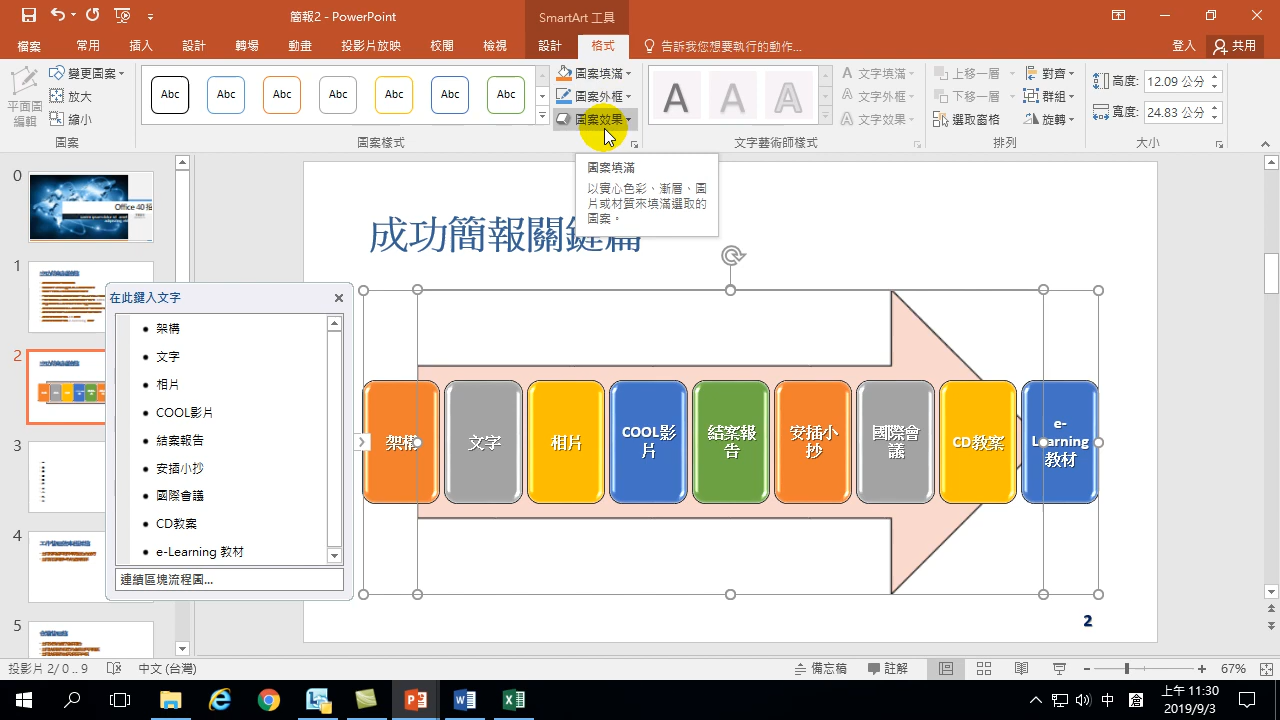 簡報2 - PowerPoint
SmartArt 工具
檔案
常用
插入
設計
轉場
動畫
投影片放映
校閱
檢視
設計
格式
告訴我您想要執行的動作...
登入
共用
平面圖
編輯
變更圖案
放大
縮小
圖案
Abc
Abc
Abc
Abc
Abc
Abc
Abc
圖案填滿
圖案外框
圖案效果
圖案樣式
A
A
A
A 文字填滿
A 文字外框
A 文字效果
文字藝術師樣式
上移一層
下移一層
選取窗格
對齊
群組
旋轉
排列
高度:
12.09 公分
寬度:
24.83 公分
大小
圖案填滿
以實心色彩、漸層、圖
片或材質來填滿選取的
圖案。
0
Office 40 招
1
2
3
4
5
成功簡報關鍵篇
在此鍵入文字
架構
文字
相片
COOL影片
結案報告
安插小抄
國際會議
CD教案
e-Learning 教材
連續區塊流程圖...
架構
文字
相片
COOL影
片
結案報
告
安插小
抄
國際會
議
CD教案
e-
Learning
教材
2
投影片 2/ 0 .. 9
中文 (台灣)
備忘稿
註解
67%
中
上午 11:30
2019/9/3